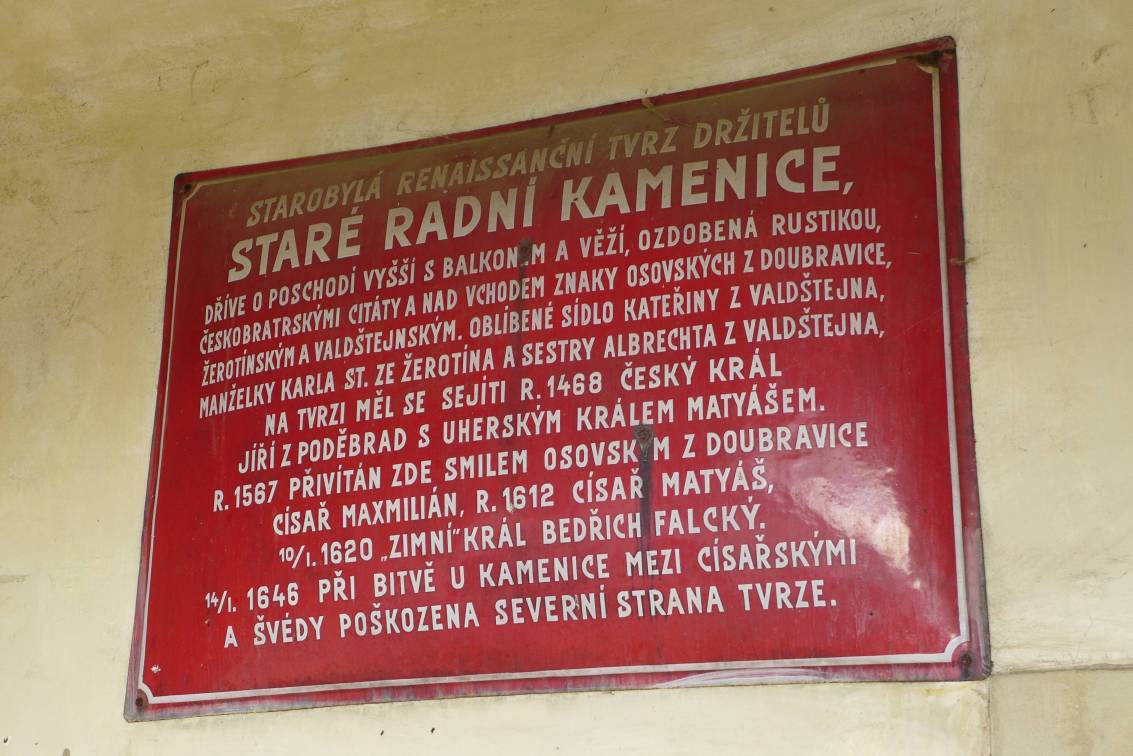 STAROBYLÁ RENAISSANČNÍ TVRZ DRŽITELŮ
STARÉ RADNÍ KAMENICE,
DŘÍVE O POSCHODÍ VYŠŠÍ S BALKONEM A VĚŽÍ, OZDOBENÁ RUSTIKOU,
ČESKOBRATRSKÝMI CITÁTY A NAD VCHODEM ZNAKY OSOVSKÝCH Z DOUBRAVICE,
ŽEROTÍNSKÝM A VALDŠTEJNSKÝM. OBLÍBENÉ SÍDLO KATEŘINY Z VALDŠTEJNA,
MANŽELKY KARLA ST. ZE ŽEROTÍNA A SESTRY ALBRECHTA Z VALDŠTEJNA,
NA TVRZI MĚL SE SEJÍTI R. 1468 ČESKÝ KRÁL
JIŘÍ Z PODĚBRAD S UHERSKÝM KRÁLEM MATYÁŠEM.
R. 1567 PŘIVÍTÁN ZDE SMILEM OSOVSKÝM Z DOUBRAVICE
CÍSAŘ MAXMILIÁN, R. 1612 CÍSAŘ MATYÁŠ,
10/I. 1620 „ZIMNÍ" KRÁL BEDŘICH FALCKÝ.
14/I. 1646 PŘI BITVĚ U KAMENICE MEZI CÍSAŘSKÝMI
A ŠVÉDY POŠKOZENA SEVERNÍ STRANA TVRZE.